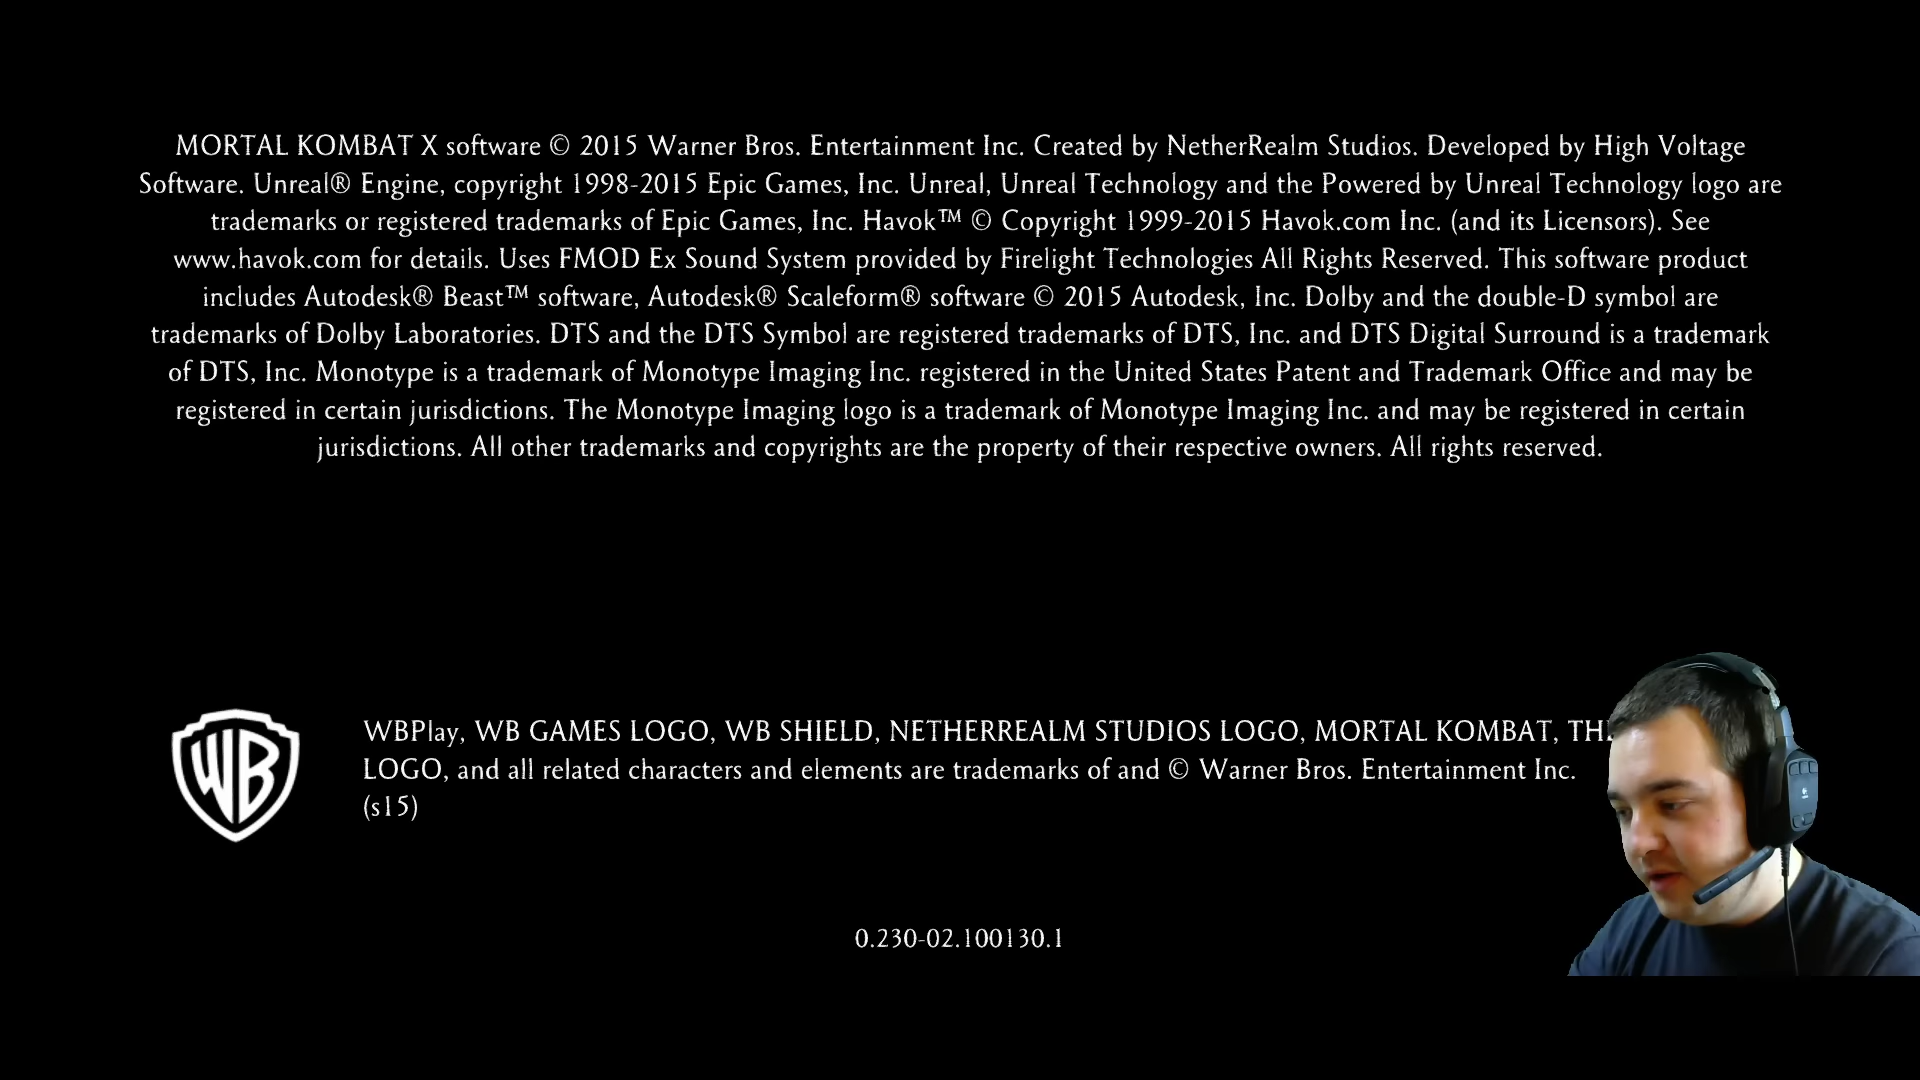 MORTAL KOMBAT X software © 2015 Warner Bros. Entertainment Inc. Created by NetherRealm Studios. Developed by High Voltage
Software. Unreal® Engine, copyright 1998-2015 Epic Games, Inc. Unreal, Unreal Technology and the Powered by Unreal Technology logo are
trademarks or registered trademarks of Epic Games, Inc. Havok™ © Copyright 1999-2015 Havok.com Inc. (and its Licensors). See
www.havok.com for details. Uses FMOD Ex Sound System provided by Firelight Technologies All Rights Reserved. This software product
includes Autodesk® Beast™ software, Autodesk® Scaleform® software © 2015 Autodesk, Inc. Dolby and the double-D symbol are
trademarks of Dolby Laboratories. DTS and the DTS Symbol are registered trademarks of DTS, Inc. and DTS Digital Surround is a trademark
of DTS, Inc. Monotype is a trademark of Monotype Imaging Inc. registered in the United States Patent and Trademark Office and may be
registered in certain jurisdictions. The Monotype Imaging logo is a trademark of Monotype Imaging Inc. and may be registered in certain
jurisdictions. All other trademarks and copyrights are the property of their respective owners. All rights reserved.
WB
WBPlay, WB GAMES LOGO, WB SHIELD, NETHERREALM STUDIOS LOGO, MORTAL KOMBAT,
LOGO, and all related characters and elements are trademarks of and © Warner Bros. Entertainment Inc.
(s15)
0.230-02.100130.1